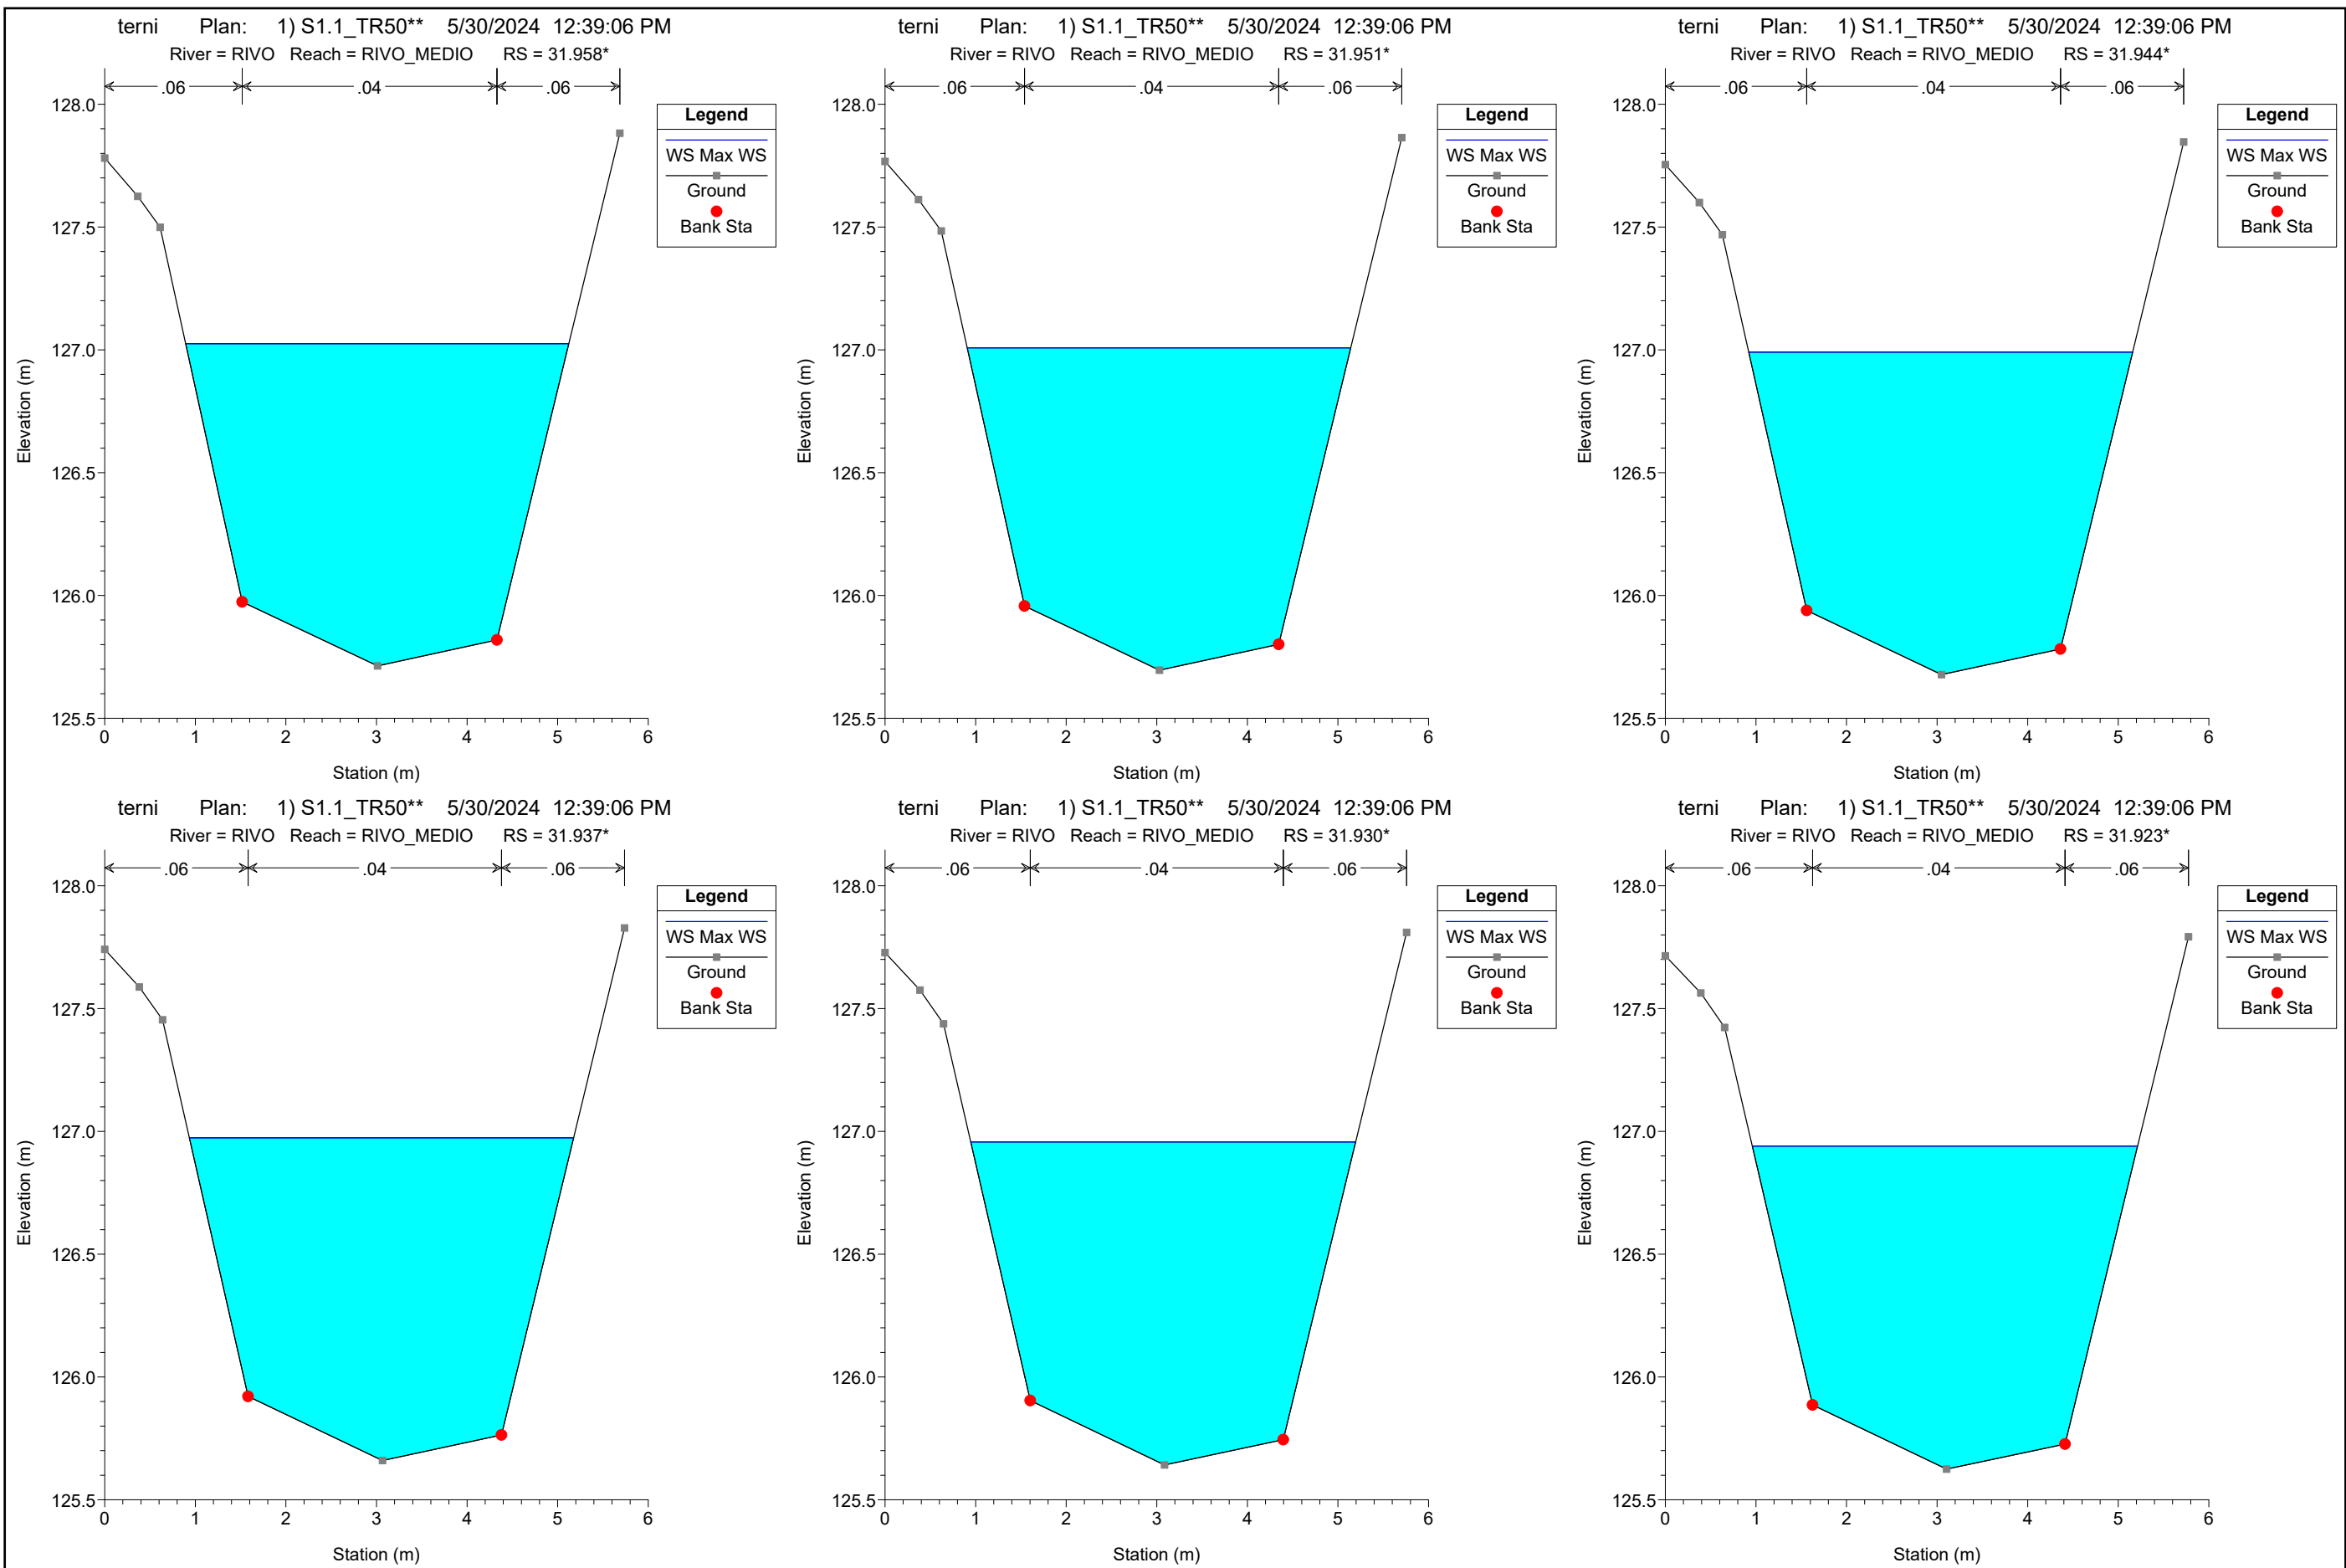 terni Plan: 1) S1.1_TR50** 5/30/2024 12:39:06 PM
River = RIVO Reach = RIVO_MEDIO RS = 31.958*
.06 .04 .06
128.0
127.5
127.0
126.5
126.0
125.5
0 1 2 3 4 5 6
Elevation (m)
Station (m)
Legend
WS Max WS
Ground
Bank Sta
terni Plan: 1) S1.1_TR50** 5/30/2024 12:39:06 PM
River = RIVO Reach = RIVO_MEDIO RS = 31.951*
.06 .04 .06
128.0
127.5
127.0
126.5
126.0
125.5
0 1 2 3 4 5 6
Elevation (m)
Station (m)
Legend
WS Max WS
Ground
Bank Sta
terni Plan: 1) S1.1_TR50** 5/30/2024 12:39:06 PM
River = RIVO Reach = RIVO_MEDIO RS = 31.944*
.06 .04 .06
128.0
127.5
127.0
126.5
126.0
125.5
0 1 2 3 4 5 6
Elevation (m)
Station (m)
Legend
WS Max WS
Ground
Bank Sta
terni Plan: 1) S1.1_TR50** 5/30/2024 12:39:06 PM
River = RIVO Reach = RIVO_MEDIO RS = 31.937*
.06 .04 .06
128.0
127.5
127.0
126.5
126.0
125.5
0 1 2 3 4 5 6
Elevation (m)
Station (m)
Legend
WS Max WS
Ground
Bank Sta
terni Plan: 1) S1.1_TR50** 5/30/2024 12:39:06 PM
River = RIVO Reach = RIVO_MEDIO RS = 31.930*
.06 .04 .06
128.0
127.5
127.0
126.5
126.0
125.5
0 1 2 3 4 5 6
Elevation (m)
Station (m)
Legend
WS Max WS
Ground
Bank Sta
terni Plan: 1) S1.1_TR50** 5/30/2024 12:39:06 PM
River = RIVO Reach = RIVO_MEDIO RS = 31.923*
.06 .04 .06
128.0
127.5
127.0
126.5
126.0
125.5
0 1 2 3 4 5 6
Elevation (m)
Station (m)
Legend
WS Max WS
Ground
Bank Sta